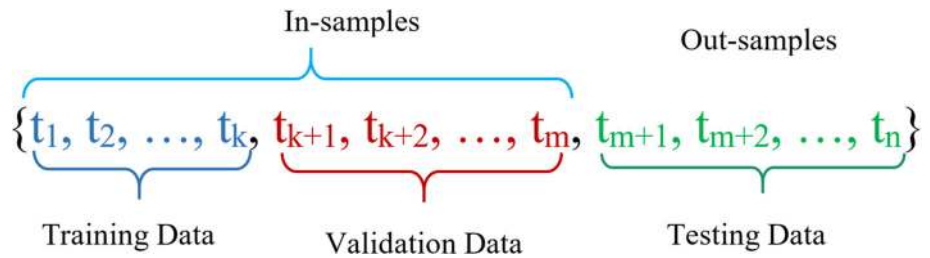 In-samples
Out-samples
{t₁, t₂, …, tₖ, tₖ₊₁, tₖ₊₂, …, tₘ, tₘ₊₁, tₘ₊₂, …, tₙ}
Training Data
Validation Data
Testing Data